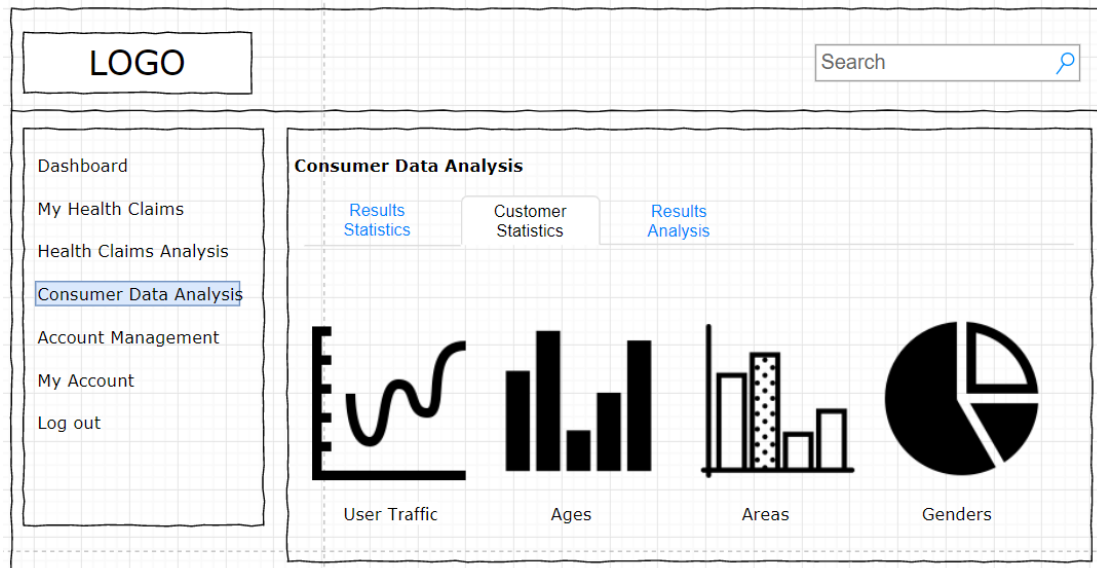 LOGO
Search
Dashboard
My Health Claims
Health Claims Analysis
Consumer Data Analysis
Account Management
My Account
Log out
Consumer Data Analysis
Results
Statistics
Customer
Statistics
Results
Analysis
User Traffic
Ages
Areas
Genders